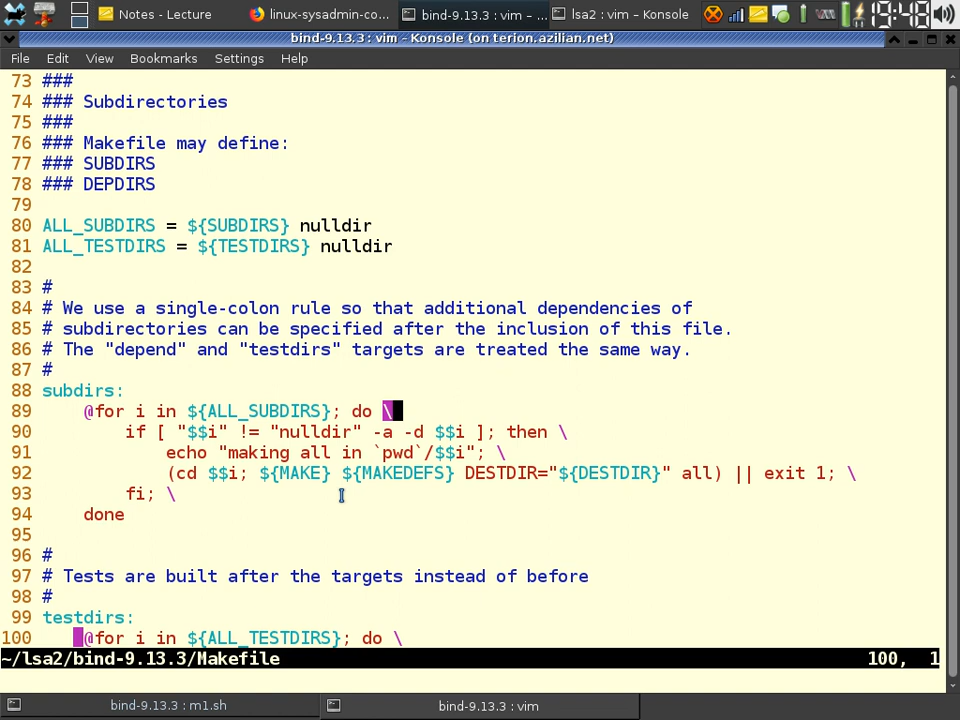 Notes - Lecture
linux-sysadmin-co...
bind-9.13.3 : vim – ...
lsa2 : vim – Konsole
19:48
bind-9.13.3 : vim – Konsole (on terion.azilian.net)
File Edit View Bookmarks Settings Help
73 ###
74 ### Subdirectories
75 ###
76 ### Makefile may define:
77 ### SUBDIRS
78 ### DEPDIRS
79
80 ALL_SUBDIRS = ${SUBDIRS} nulldir
81 ALL_TESTDIRS = ${TESTDIRS} nulldir
82
83 #
84 # We use a single-colon rule so that additional dependencies of
85 # subdirectories can be specified after the inclusion of this file.
86 # The "depend" and "testdirs" targets are treated the same way.
87 #
88 subdirs:
89 @for i in ${ALL_SUBDIRS}; do \
90 if [ "$$i" != "nulldir" -a -d $$i ]; then \
91 echo "making all in `pwd`/$$i"; \
92 (cd $$i; ${MAKE} ${MAKEDEFS} DESTDIR="${DESTDIR}" all) || exit 1; \
93 fi; \
94 done
95
96 #
97 # Tests are built after the targets instead of before
98 #
99 testdirs:
100 @for i in ${ALL_TESTDIRS}; do \
~/lsa2/bind-9.13.3/Makefile 100, 1
bind-9.13.3 : m1.sh
bind-9.13.3 : vim